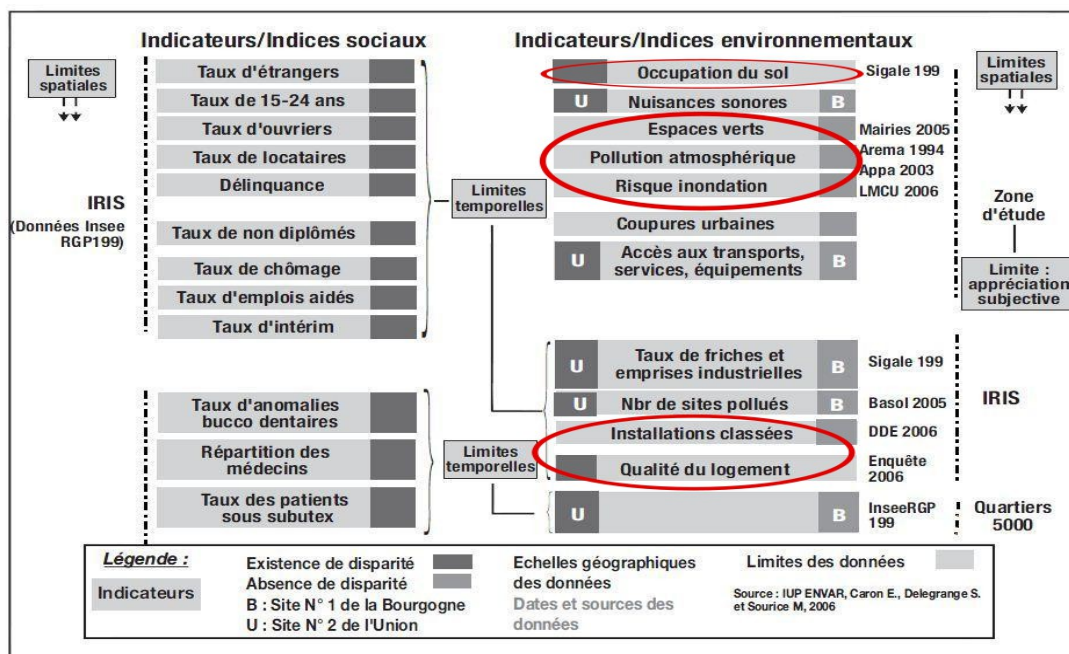 Indicateurs/Indices sociaux
Limites
spatiales
Taux d'étrangers
Taux de 15-24 ans
Taux d'ouvriers
Taux de locataires
Délinquance
IRIS
(Données Insee
RGP199)
Taux de non diplômés
Taux de chômage
Taux d'emplois aidés
Taux d'intérim
Limites
temporelles
Taux d'anomalies
bucco dentaires
Répartition des
médecins
Taux des patients
sous subutex
Limites
temporelles
Indicateurs/Indices environnementaux
Occupation du sol
Sigale 199
U Nuisances sonores B
Espaces verts
Mairies 2005
Pollution atmosphérique
Arema 1994
Appa 2003
Risque inondation
LMCU 2006
Coupures urbaines
U Accès aux transports,
services, équipements B
Limites
spatiales
Zone
d'étude
Limite :
appréciation
subjective
U Taux de friches et
emprises industrielles B
Sigale 199
U Nbr de sites pollués B
Basol 2005
Installations classées
DDE 2006
Qualité du logement
Enquête
2006
IRIS
U B
InseeRGP
199
Quartiers
5000
Légende :
Indicateurs
Existence de disparité
Absence de disparité
B : Site N° 1 de la Bourgogne
U : Site N° 2 de l'Union
Echelles géographiques
des données
Dates et sources des
données
Limites des données
Source : IUP ENVAR, Caron E., Delegrange S.
et Sourice M, 2006